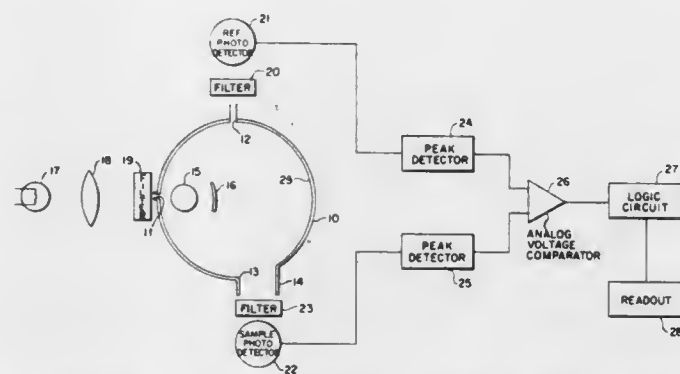 21
REF
PHOTO
DETECTOR
20
FILTER
12
17
18
19
15
16
29
10
11
13
14
FILTER
23
SAMPLE
PHOTO
DETECTOR
22
24
PEAK
DETECTOR
26
ANALOG
VOLTAGE
COMPARATOR
PEAK
DETECTOR
25
27
LOGIC
CIRCUIT
READOUT
28